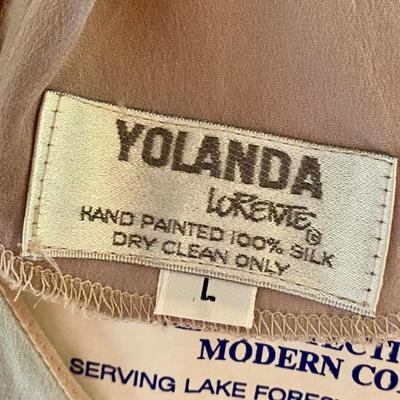 YOLANDA
LORENTE®
HAND PAINTED 100% SILK
DRY CLEAN ONLY
L
MODERN CO
SERVING LAKE FORES